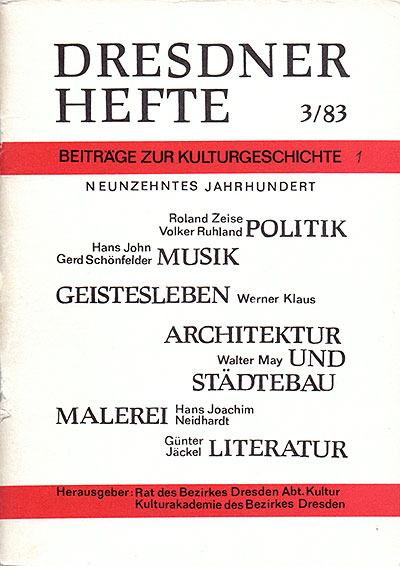 DRESDNER
HEFTE 3/83
BEITRÄGE ZUR KULTURGESCHICHTE 1
NEUNZEHNTES JAHRHUNDERT
Roland Zeise
Volker Ruhland POLITIK
Hans John
Gerd Schönfelder MUSIK
GEISTESLEBEN Werner Klaus
ARCHITEKTUR
Walter May UND
STÄDTEBAU
MALEREI Hans Joachim
Neidhardt
Günter
Jäckel LITERATUR
Herausgeber: Rat des Bezirkes Dresden Abt. Kultur
Kulturakademie des Bezirkes Dresden